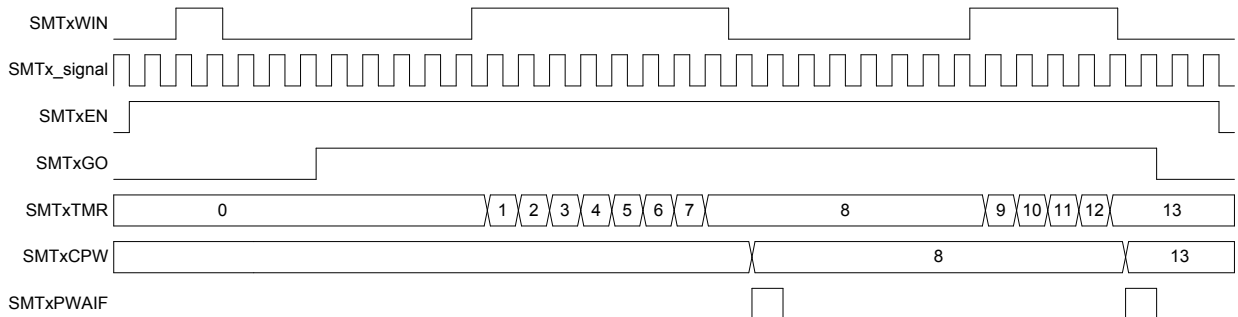 SMTxWIN
SMTx_signal
SMTxEN
SMTxGO
SMTxTMR 0 1 2 3 4 5 6 7 8 9 10 11 12 13
SMTxCPW 8 13
SMTxPWAIF